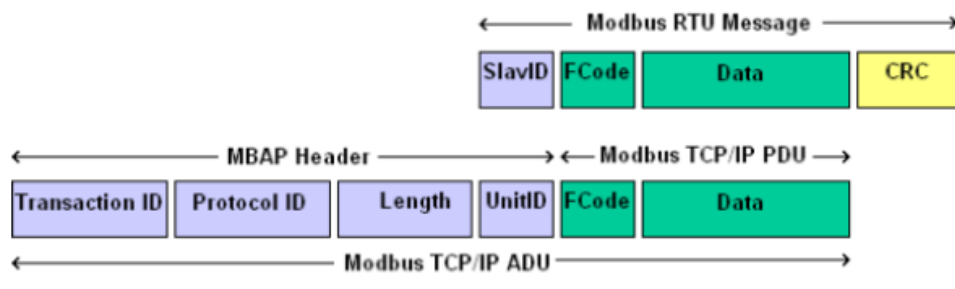 Modbus RTU Message
SlavID FCode Data CRC
MBAP Header Modbus TCP/IP PDU
Transaction ID Protocol ID Length UnitID FCode Data
Modbus TCP/IP ADU